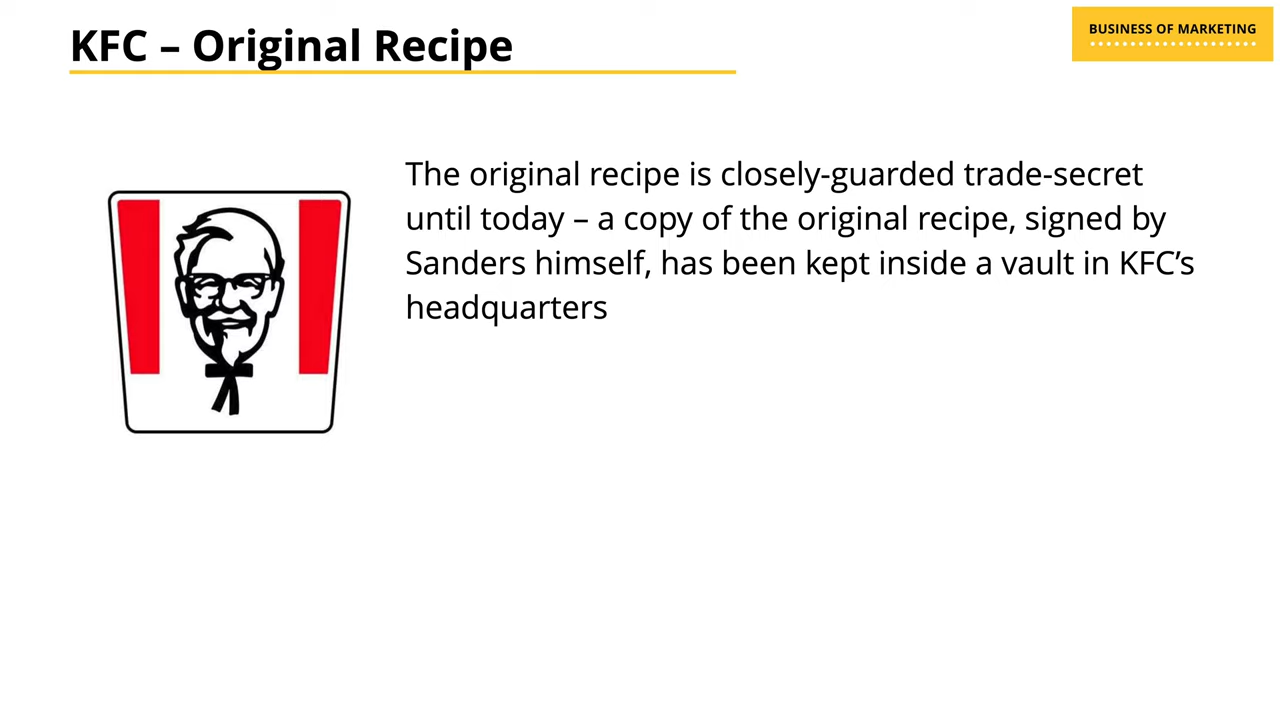 KFC – Original Recipe
BUSINESS OF MARKETING
The original recipe is closely-guarded trade-secret
until today – a copy of the original recipe, signed by
Sanders himself, has been kept inside a vault in KFC’s
headquarters